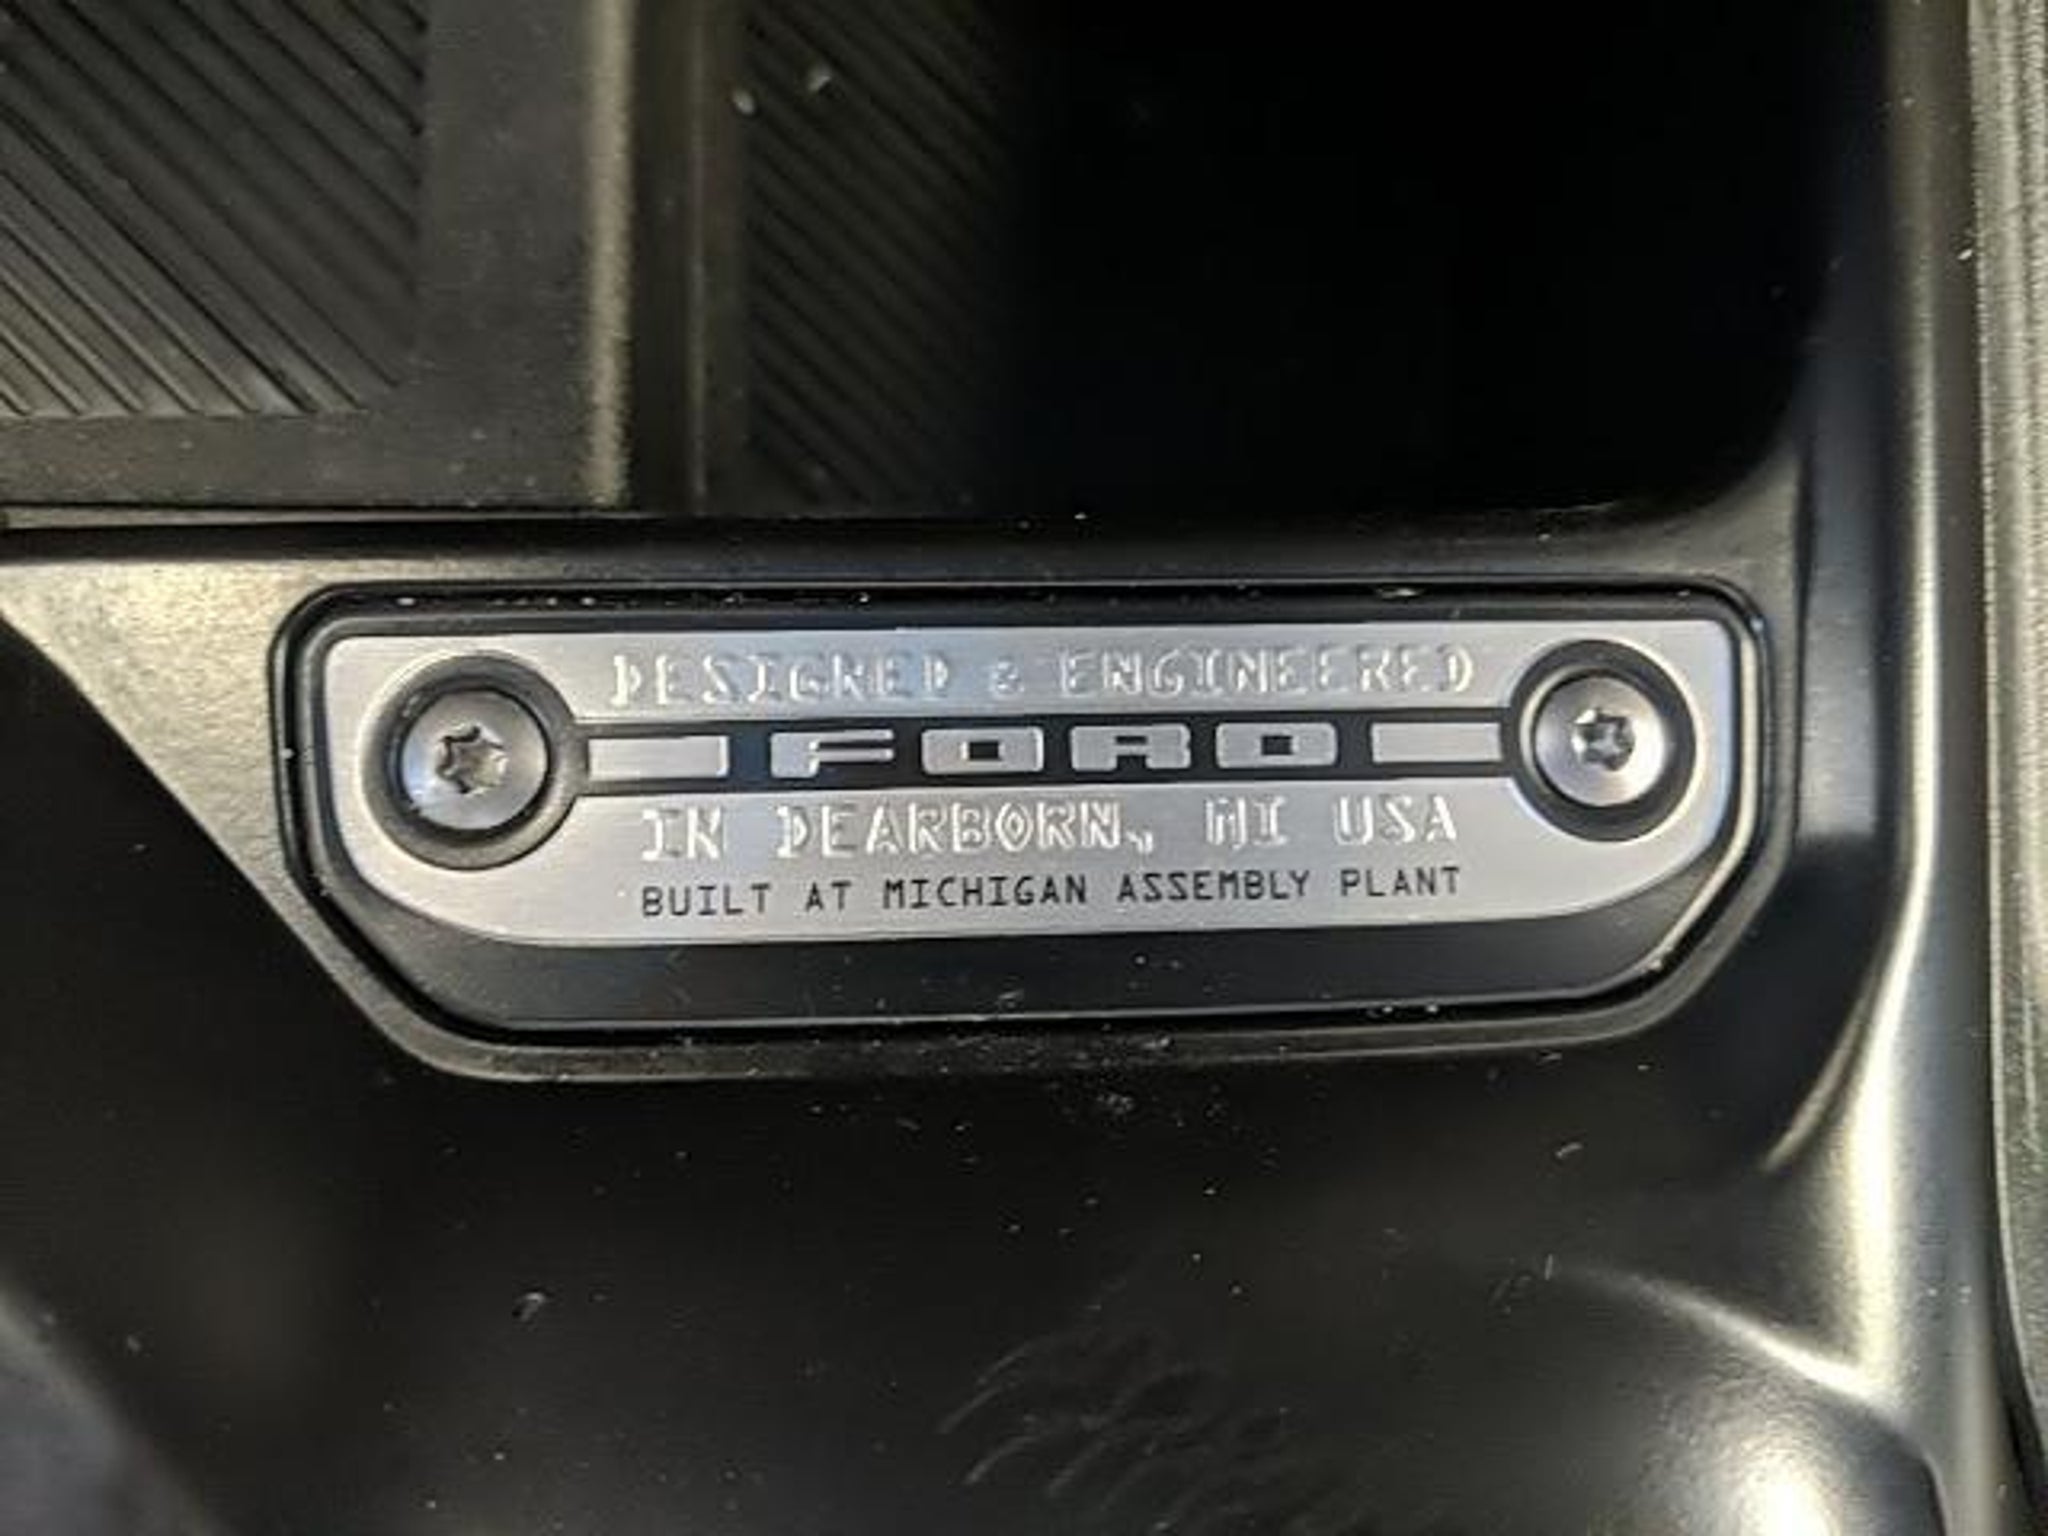 DESIGNED & ENGINEERED
FORD
IN DEARBORN, MI USA
BUILT AT MICHIGAN ASSEMBLY PLANT